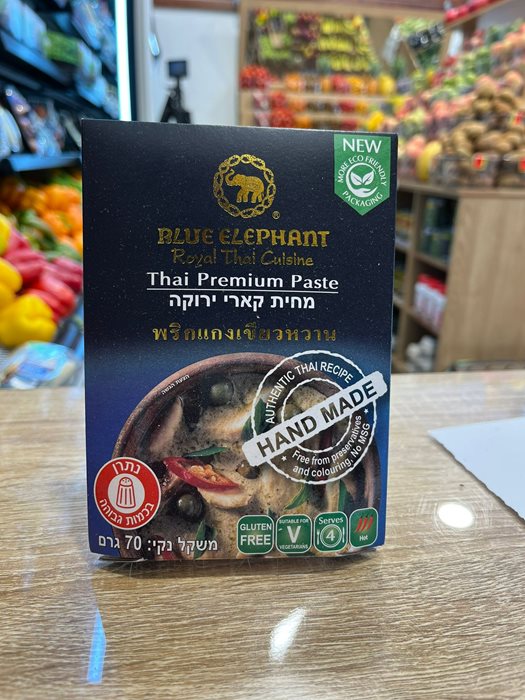 NEW
MORE ECO FRIENDLY
PACKAGING
®
BLUE ELEPHANT
Royal Thai Cuisine
Thai Premium Paste
מחית קארי ירוקה
พริกแกงเขียวหวาน
AUTHENTIC THAI RECIPE
HAND MADE
Free from preservatives
and colouring, No MSG
נתרן
בכמות גבוהה
GLUTEN
FREE
SUITABLE FOR
V
VEGETARIANS
Serves
4
Hot
משקל נקי: 70 גרם